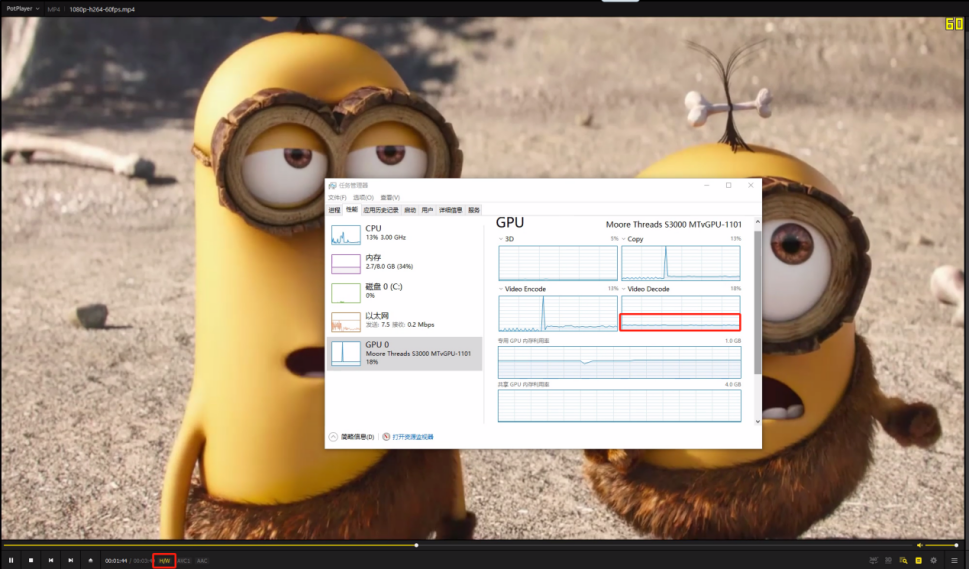 PotPlayer MP4 1080p-h264-60fps.mp4
60
任务管理器
文件(F) 选项(O) 查看(V)
进程 性能 应用历史记录 启动 用户 详细信息 服务
CPU
13% 3.00 GHz
内存
2.7/8.0 GB (34%)
磁盘 0 (C:)
0%
以太网
发送: 7.5 接收: 0.2 Mbps
GPU 0
Moore Threads S3000 MTvGPU-1101
18%
GPU Moore Threads S3000 MTvGPU-1101
3D 5% Copy 13%
Video Encode 13% Video Decode 18%
专用 GPU 内存利用率 1.0 GB
共享 GPU 内存利用率 4.0 GB
简略信息(D) 打开资源监视器
00:01:44 H/W AAC